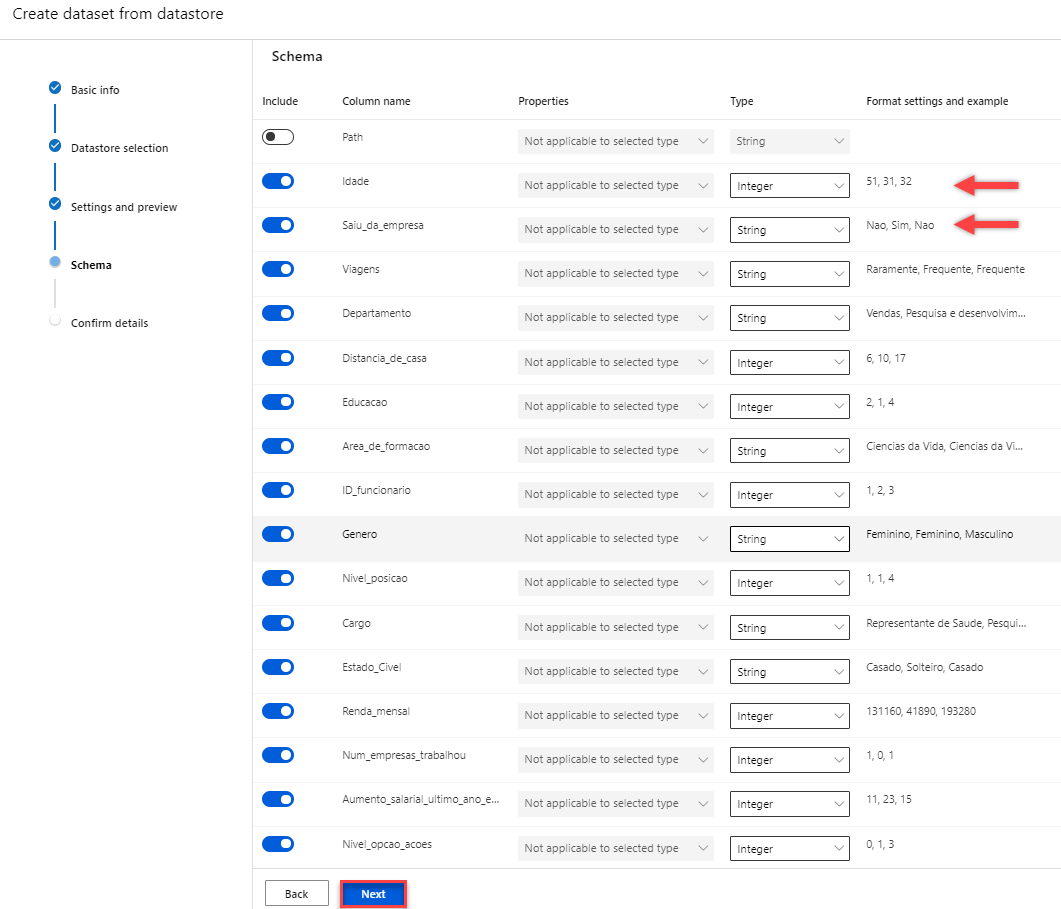 Create dataset from datastore
Basic info
Datastore selection
Settings and preview
Schema
Confirm details
Schema
Include Column name Properties Type Format settings and example
Path Not applicable to selected type String
Idade Not applicable to selected type Integer 51, 31, 32
Saiu_da_empresa Not applicable to selected type String Nao, Sim, Nao
Viagens Not applicable to selected type String Raramente, Frequente, Frequente
Departamento Not applicable to selected type String Vendas, Pesquisa e desenvolvim...
Distancia_de_casa Not applicable to selected type Integer 6, 10, 17
Educacao Not applicable to selected type Integer 2, 1, 4
Area_de_formacao Not applicable to selected type String Ciencias da Vida, Ciencias da Vi...
ID_funcionario Not applicable to selected type Integer 1, 2, 3
Genero Not applicable to selected type String Feminino, Feminino, Masculino
Nivel_posicao Not applicable to selected type Integer 1, 1, 4
Cargo Not applicable to selected type String Representante de Saude, Pesqui...
Estado_Civel Not applicable to selected type String Casado, Solteiro, Casado
Renda_mensal Not applicable to selected type Integer 131160, 41890, 193280
Num_empresas_trabalhou Not applicable to selected type Integer 1, 0, 1
Aumento_salarial_ultimo_ano_e... Not applicable to selected type Integer 11, 23, 15
Nivel_opcao_acoes Not applicable to selected type Integer 0, 1, 3
Back Next